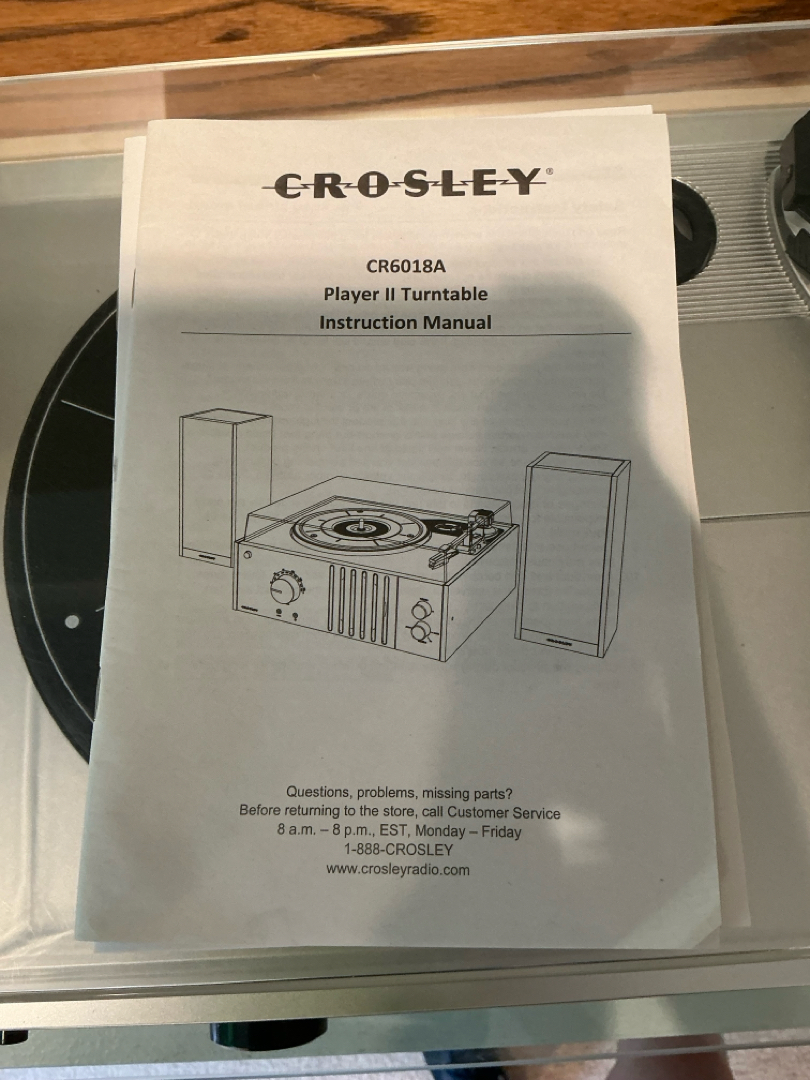 CROSLEY®
CR6018A
Player II Turntable
Instruction Manual
Questions, problems, missing parts?
Before returning to the store, call Customer Service
8 a.m. – 8 p.m., EST, Monday – Friday
1-888-CROSLEY
www.crosleyradio.com